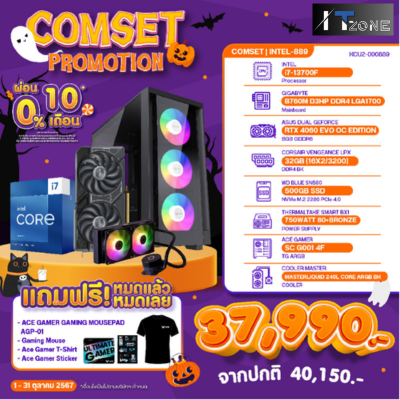 IT ZONE
COMSET
PROMOTION
ผ่อน 0% 10 เดือน
COMSET | INTEL-889
HCU2-000889
INTEL
i7-13700F
Processor
GIGABYTE
B760M D3HP DDR4 LGA1700
Mainboard
ASUS DUAL GEFORCE
RTX 4060 EVO OC EDITION
8GB GDDR6
CORSAIR VENGEANCE LPX
32GB (16X2/3200)
DDR4 BK
WD BLUE SN580
500GB SSD
NVMe M.2 2280 PCIe 4.0
THERMALTAKE SMART BX1
750WATT 80+BRONZE
POWER SUPPLY
ACE GAMER
SC G001 4F
TG ARGB
COOLER MASTER
MASTERLIQUID 240L CORE ARGB BK
COOLER
intel
CORE
i7
แถมฟรี! หมดแล้ว
หมดเลย
- ACE GAMER GAMING MOUSEPAD
AGP-01
- Gaming Mouse
- Ace Gamer T-Shirt
- Ace Gamer Sticker
ULTIMATE
GAMER
37,990.-
จากปกติ 40,150.-
1 - 31 ตุลาคม 2567